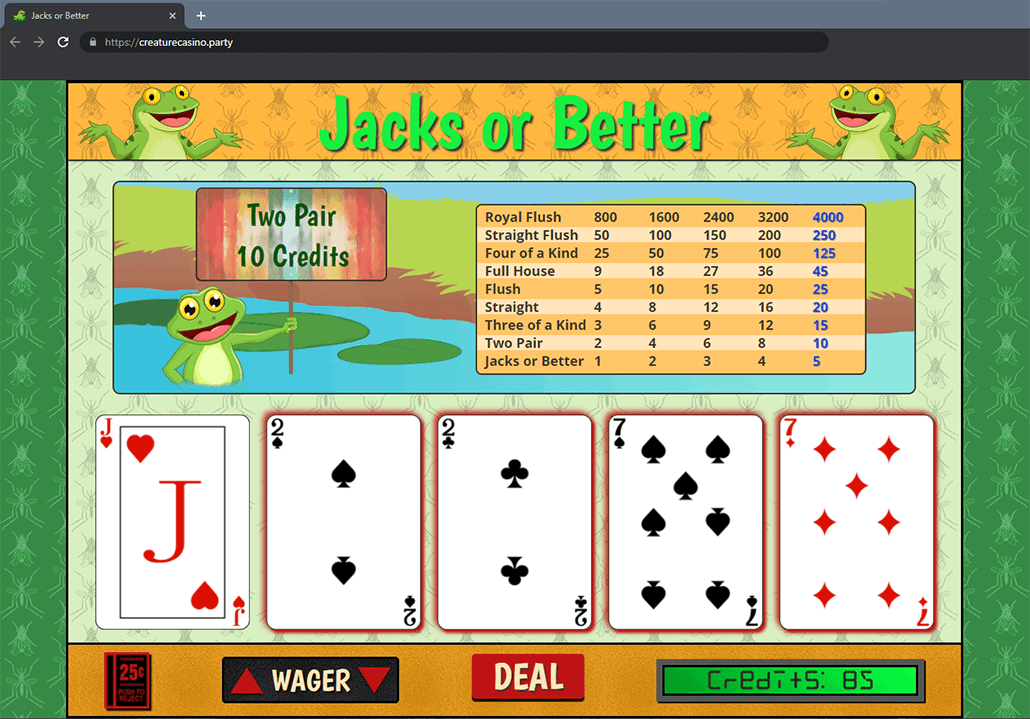 Jacks or Better
https://creaturecasino.party
Jacks or Better
Two Pair
10 Credits
Royal Flush 800 1600 2400 3200 4000
Straight Flush 50 100 150 200 250
Four of a Kind 25 50 75 100 125
Full House 9 18 27 36 45
Flush 5 10 15 20 25
Straight 4 8 12 16 20
Three of a Kind 3 6 9 12 15
Two Pair 2 4 6 8 10
Jacks or Better 1 2 3 4 5
J 2 2 7 7
J
J 2 2 7 7
25¢
PUSH TO
REJECT
WAGER
DEAL
Credits: 85